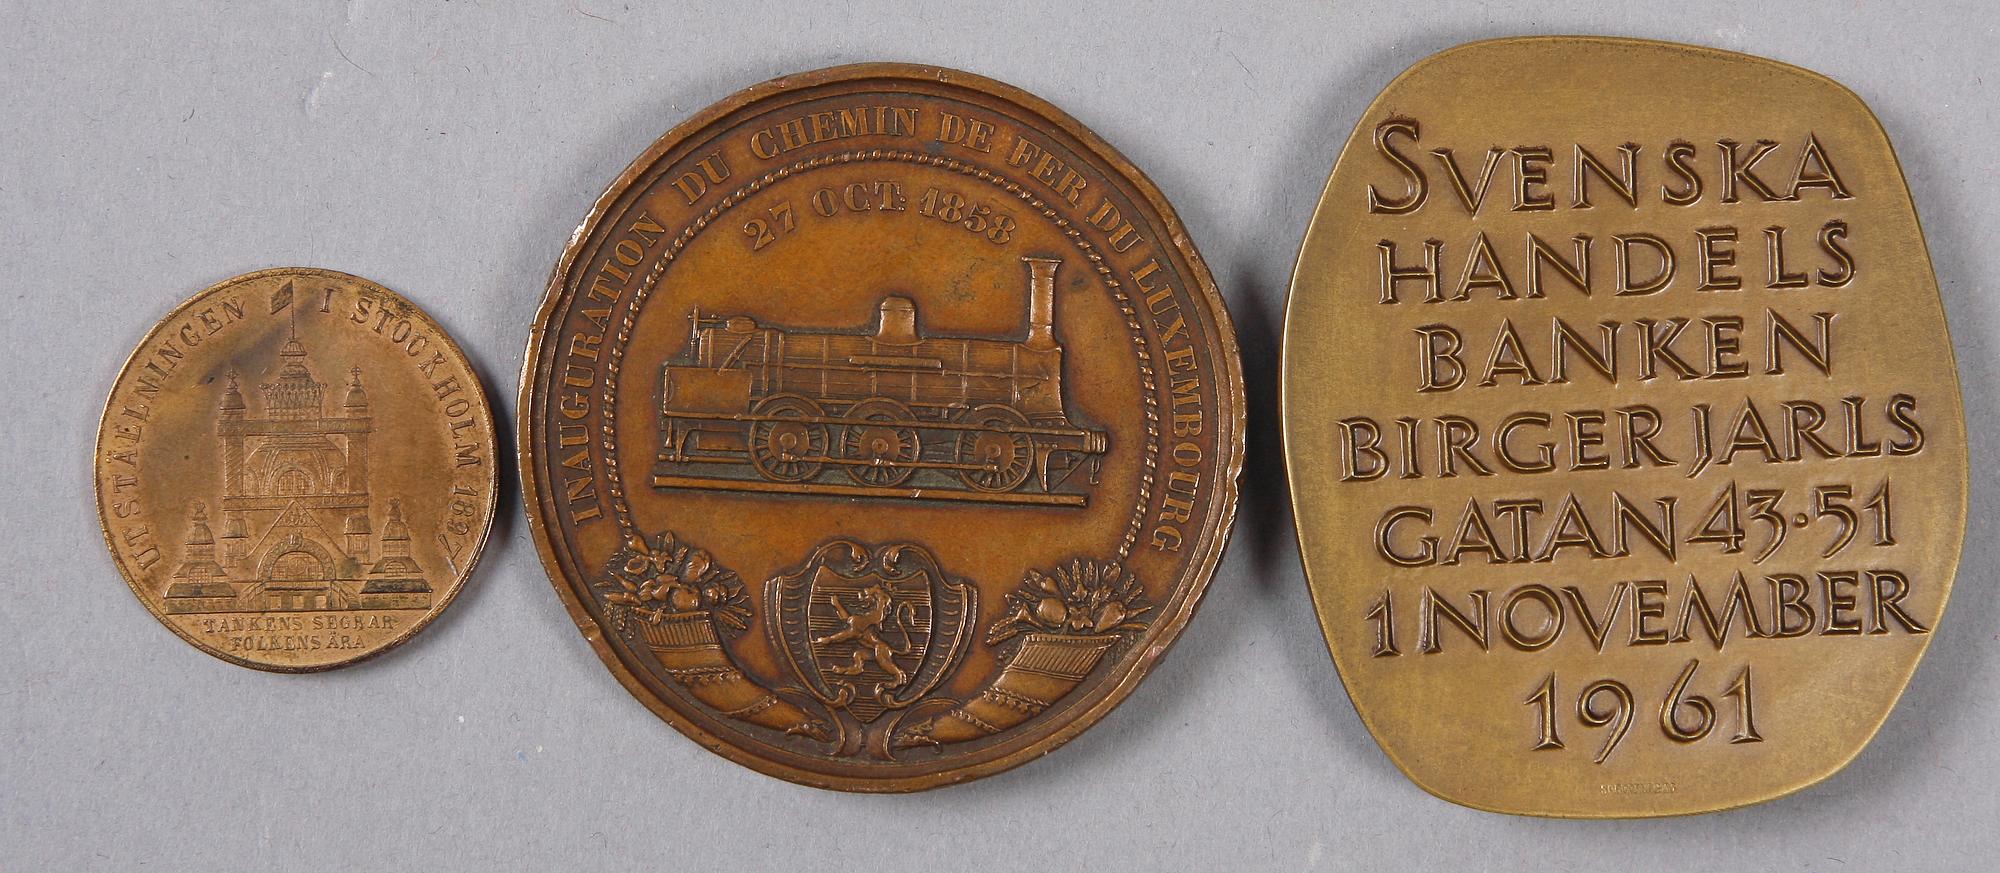 UTSTÄLLNINGEN I STOCKHOLM 1897
TANKENS SEGRAR
FOLKENS ÄRA
INAUGURATION DU CHEMIN DE FER DU LUXEMBOURG
27 OCT: 1858
SVENSKA
HANDELS
BANKEN
BIRGER JARLS
GATAN 43·51
1 NOVEMBER
1961